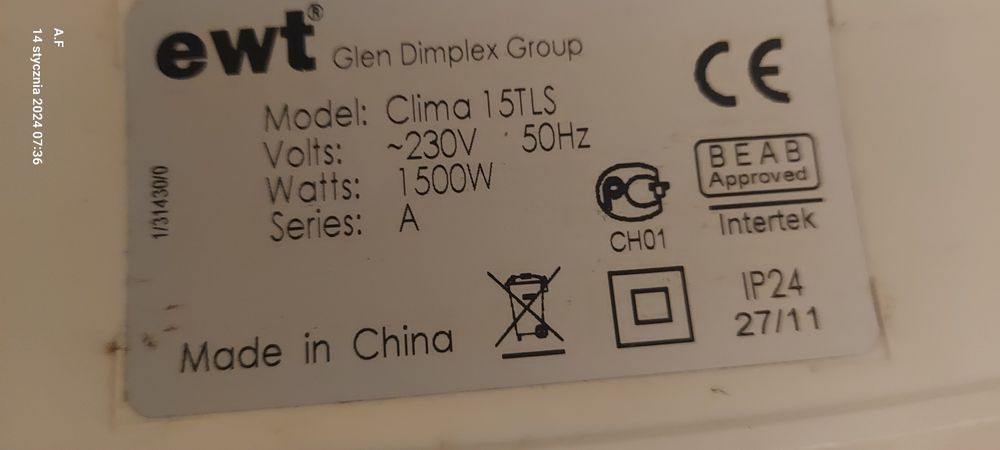 ewt® Glen Dimplex Group
Model: Clima 15TLS
Volts: ~230V 50Hz
Watts: 1500W
Series: A
1/31430/0
CE
BEAB
Approved
Intertek
PC
CH01
IP24
27/11
Made in China
A.F
14 stycznia 2024 07:36